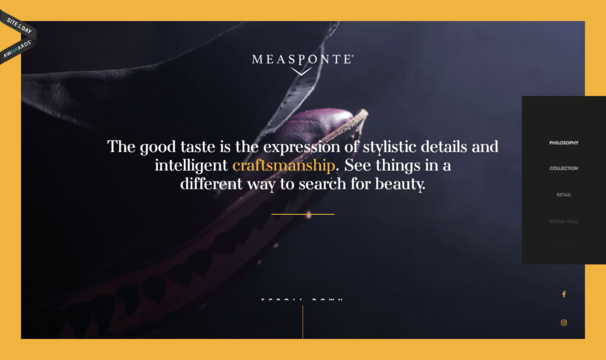 SITE OF THE DAY
AWWWARDS
MEASPONTE
The good taste is the expression of stylistic details and
intelligent craftsmanship. See things in a
different way to search for beauty.
PHILOSOPHY
COLLECTION
RETAIL
SOCIAL WALL
SCROLL DOWN